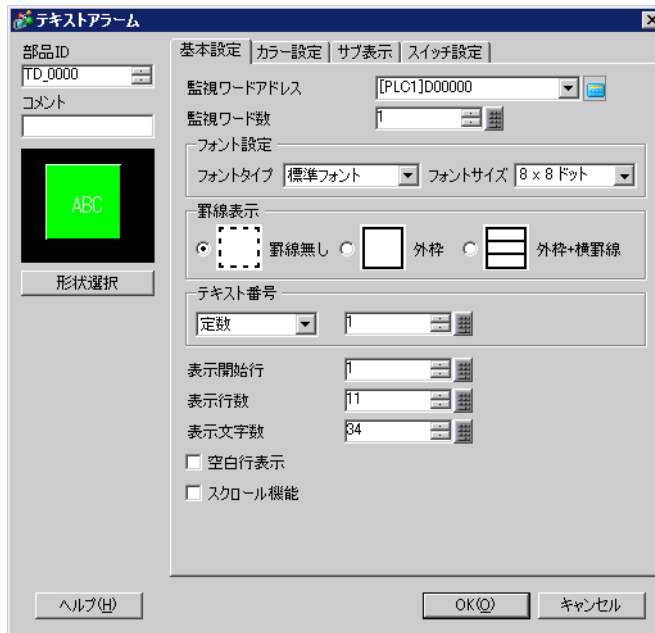 テキストアラーム
部品ID
TD_0000
コメント
ABC
形状選択
基本設定 カラー設定 サブ表示 スイッチ設定
監視ワードアドレス [PLC1]D00000
監視ワード数 1
フォント設定
フォントタイプ 標準フォント フォントサイズ 8 x 8 ドット
罫線表示
罫線無し 外枠 外枠+横罫線
テキスト番号
定数 1
表示開始行 1
表示行数 11
表示文字数 34
空白行表示
スクロール機能
ヘルプ(H) OK(O) キャンセル